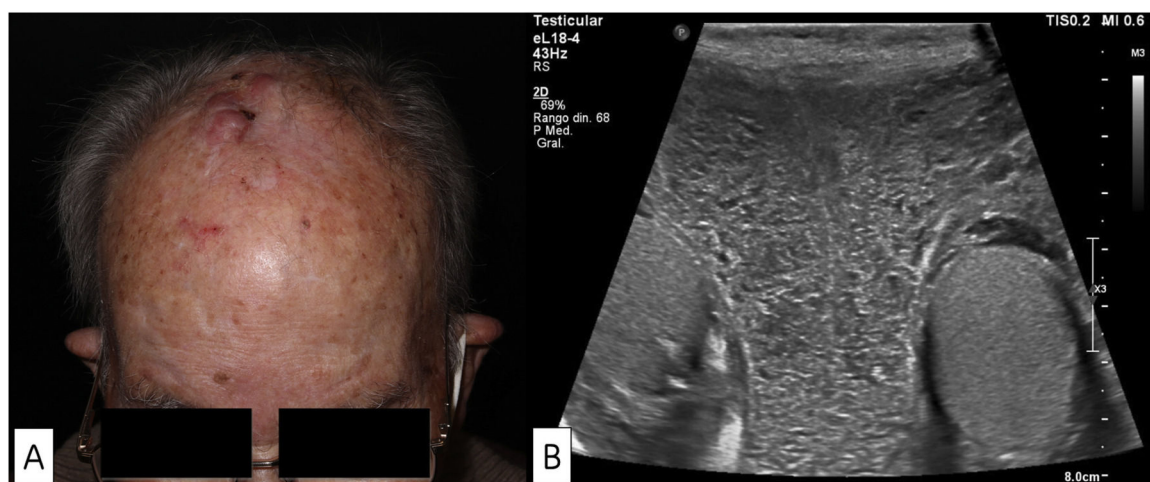 A
B
Testicular
eL18-4
43Hz
RS
2D
69%
Rango din. 68
P Med.
Gral.
P
TIS0.2 MI 0.6
M3
X3
8.0cm